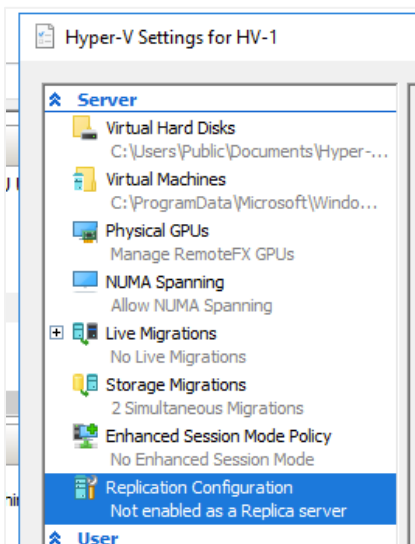 Hyper-V Settings for HV-1
Server
Virtual Hard Disks
C:\Users\Public\Documents\Hyper-...
Virtual Machines
C:\ProgramData\Microsoft\Windo...
Physical GPUs
Manage RemoteFX GPUs
NUMA Spanning
Allow NUMA Spanning
Live Migrations
No Live Migrations
Storage Migrations
2 Simultaneous Migrations
Enhanced Session Mode Policy
No Enhanced Session Mode
Replication Configuration
Not enabled as a Replica server
User